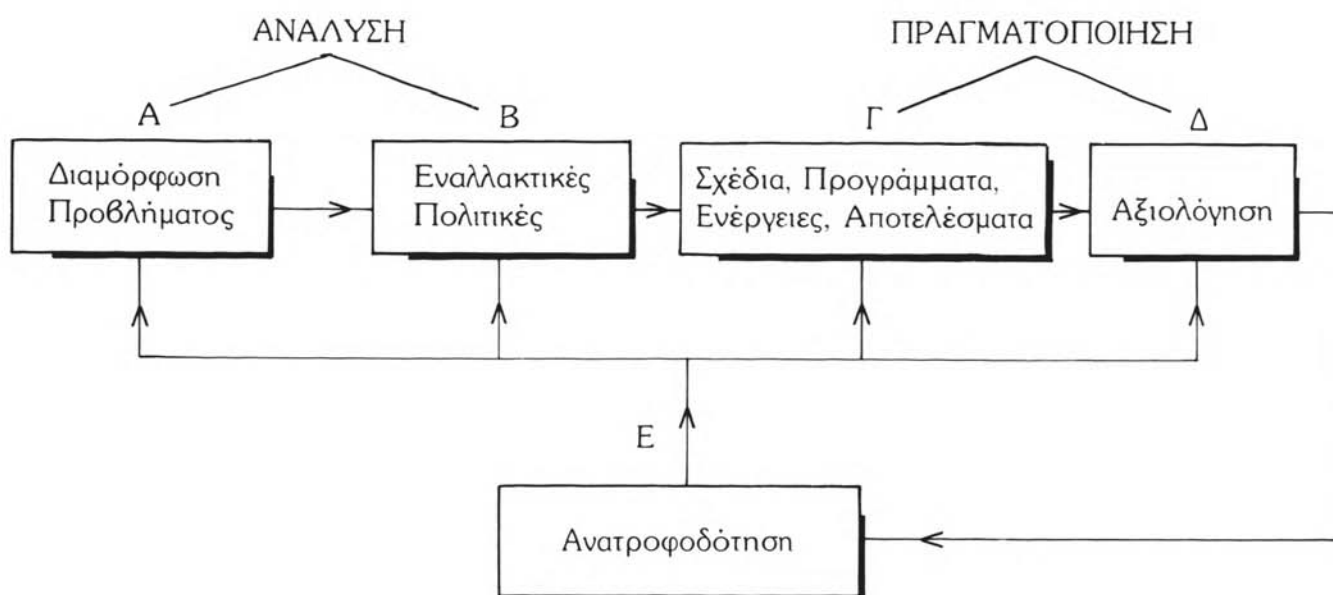 ΑΝΑΛΥΣΗ
ΠΡΑΓΜΑΤΟΠΟΙΗΣΗ
Α
Β
Γ
Δ
Διαμόρφωση
Προβλήματος
Εναλλακτικές
Πολιτικές
Σχέδια, Προγράμματα,
Ενέργειες, Αποτελέσματα
Αξιολόγηση
Ε
Ανατροφοδότηση